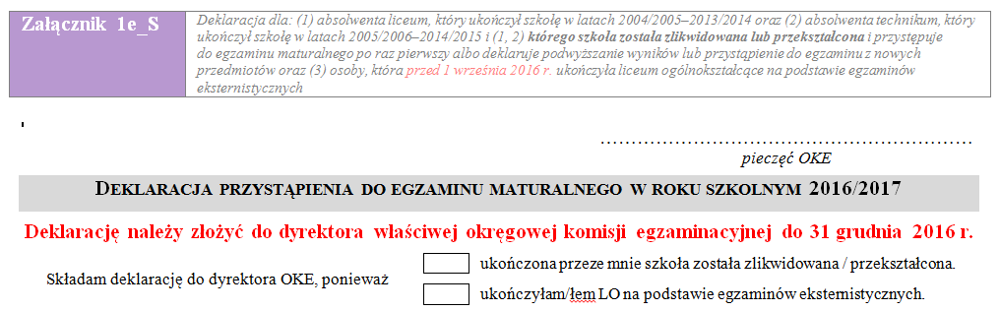 Załącznik 1e_S
Deklaracja dla: (1) absolwenta liceum, który ukończył szkołę w latach 2004/2005–2013/2014 oraz (2) absolwenta technikum, który
ukończył szkołę w latach 2005/2006–2014/2015 i (1, 2) którego szkoła została zlikwidowana lub przekształcona i przystępuje
do egzaminu maturalnego po raz pierwszy albo deklaruje podwyższanie wyników lub przystąpienie do egzaminu z nowych
przedmiotów oraz (3) osoby, która przed 1 września 2016 r. ukończyła liceum ogólnokształcące na podstawie egzaminów
eksternistycznych
……………………………………………………
pieczęć OKE
DEKLARACJA PRZYSTĄPIENIA DO EGZAMINU MATURALNEGO W ROKU SZKOLNYM 2016/2017
Deklarację należy złożyć do dyrektora właściwej okręgowej komisji egzaminacyjnej do 31 grudnia 2016 r.
Składam deklarację do dyrektora OKE, ponieważ
ukończona przeze mnie szkoła została zlikwidowana / przekształcona.
ukończyłam/łem LO na podstawie egzaminów eksternistycznych.